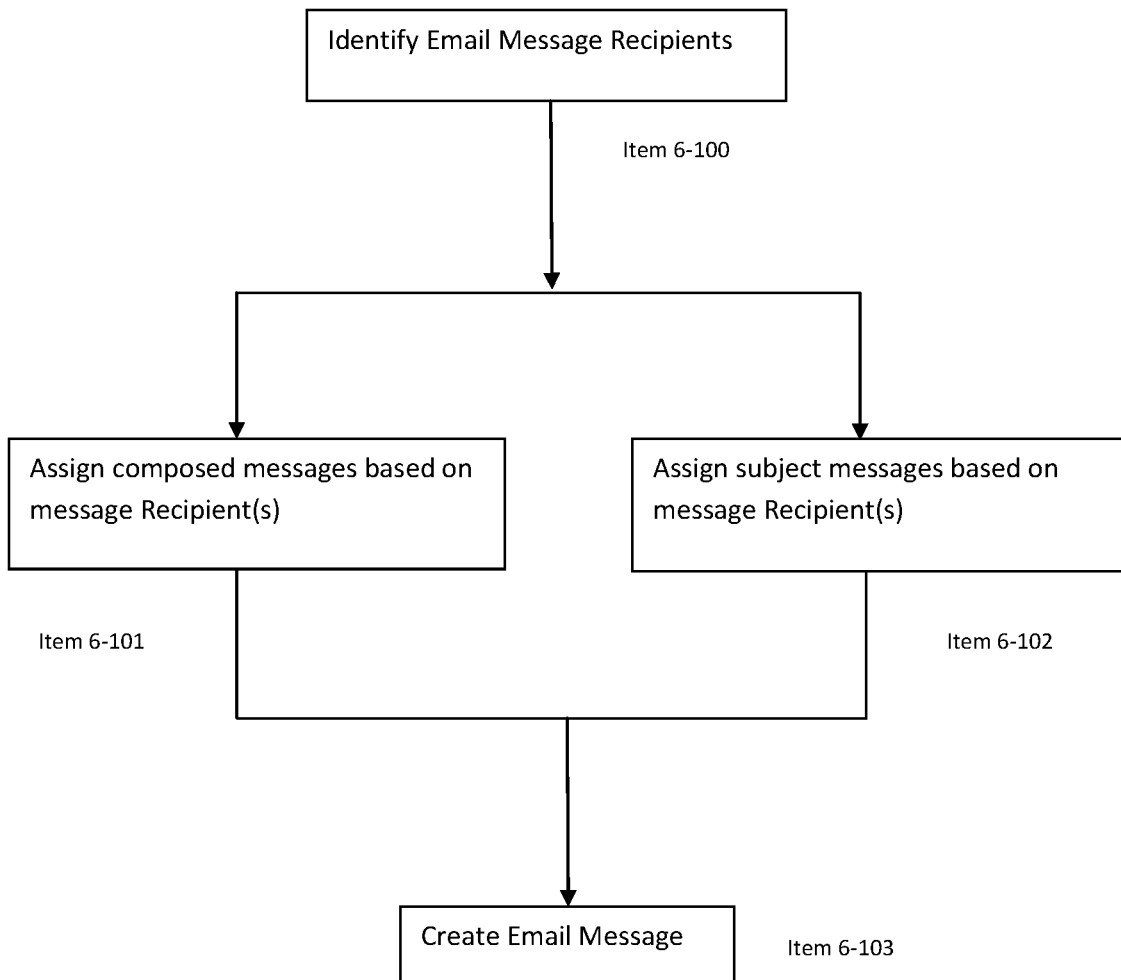 Identify Email Message Recipients
Item 6-100
Assign composed messages based on
message Recipient(s)
Assign subject messages based on
message Recipient(s)
Item 6-101
Item 6-102
Create Email Message
Item 6-103